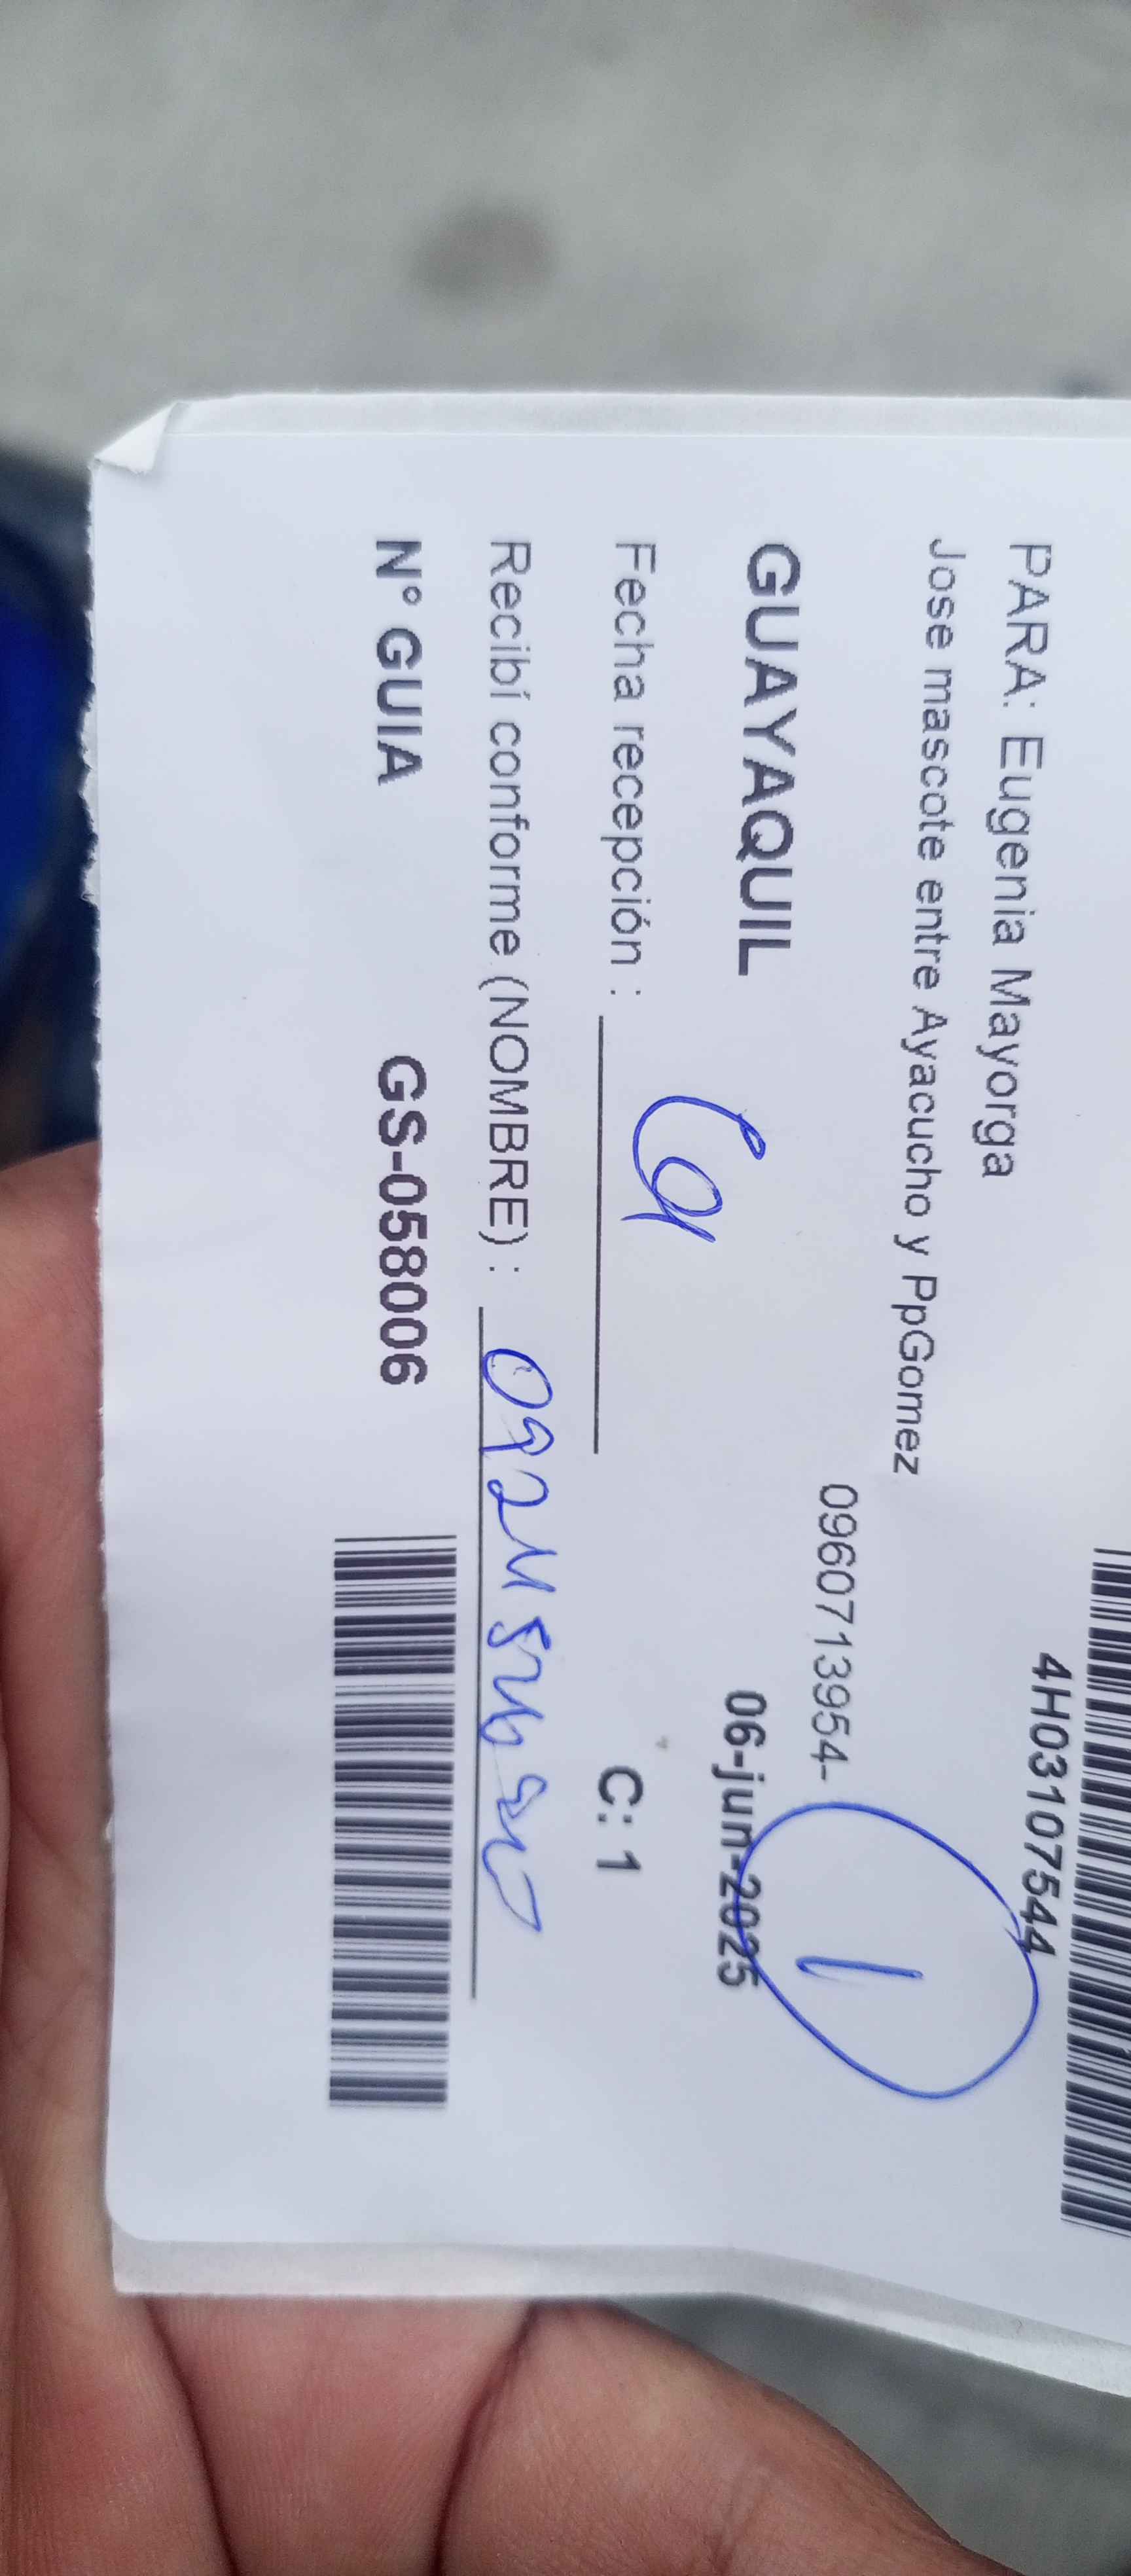 4H03107544
PARA: Eugenia Mayorga
Jose mascote entre Ayacucho y PpGomez
0960713954-
1
GUAYAQUIL
06-jun-2025
Fecha recepción :
C: 1
Recibí conforme (NOMBRE) :
N° GUIA GS-058006